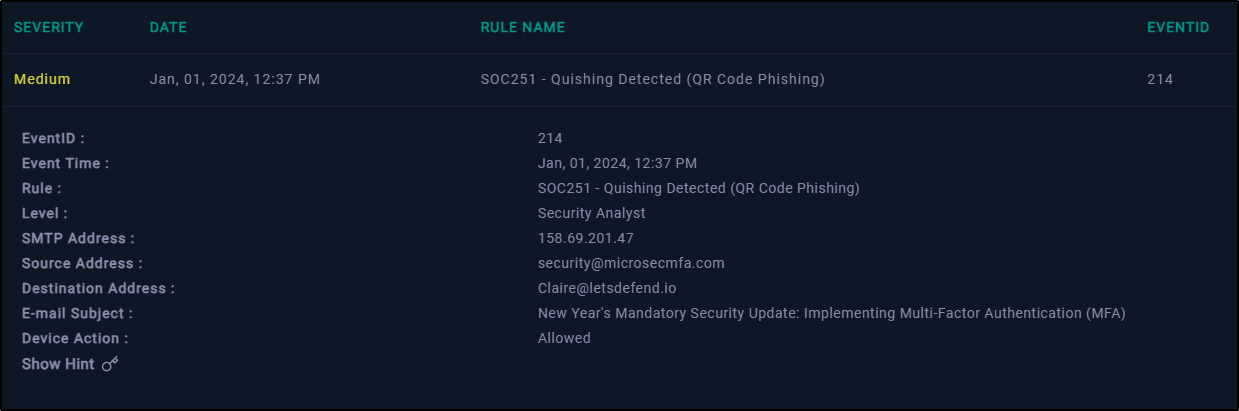 SEVERITY DATE RULE NAME EVENTID
Medium Jan, 01, 2024, 12:37 PM SOC251 - Quishing Detected (QR Code Phishing) 214
EventID : 214
Event Time : Jan, 01, 2024, 12:37 PM
Rule : SOC251 - Quishing Detected (QR Code Phishing)
Level : Security Analyst
SMTP Address : 158.69.201.47
Source Address : security@microsecmfa.com
Destination Address : Claire@letsdefend.io
E-mail Subject : New Year's Mandatory Security Update: Implementing Multi-Factor Authentication (MFA)
Device Action : Allowed
Show Hint